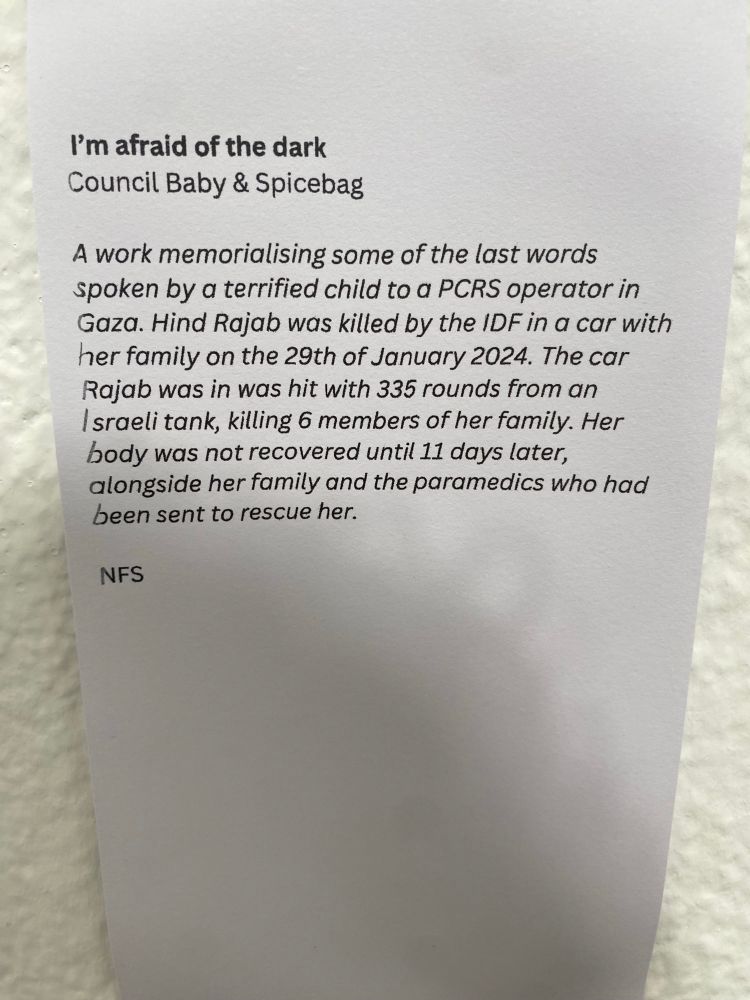 I'm afraid of the dark
Council Baby & Spicebag
A work memorialising some of the last words
spoken by a terrified child to a PCRS operator in
Gaza. Hind Rajab was killed by the IDF in a car with
her family on the 29th of January 2024. The car
Rajab was in was hit with 335 rounds from an
Israeli tank, killing 6 members of her family. Her
body was not recovered until 11 days later,
alongside her family and the paramedics who had
been sent to rescue her.
NFS